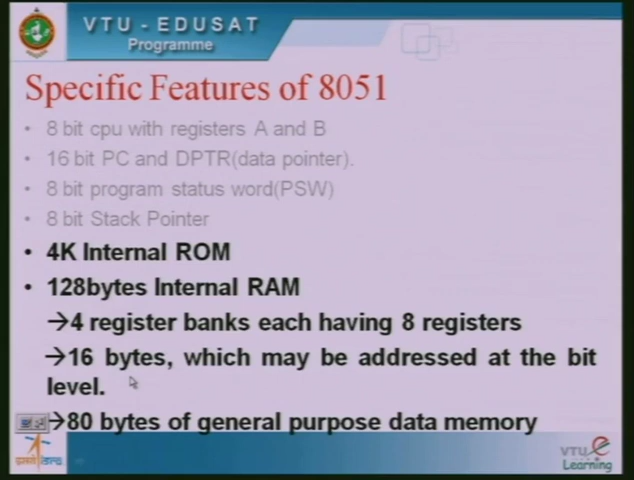 VTU - EDUSAT
Programme
Specific Features of 8051
• 8 bit cpu with registers A and B
• 16 bit PC and DPTR(data pointer).
• 8 bit program status word(PSW)
• 8 bit Stack Pointer
• 4K Internal ROM
• 128bytes Internal RAM
→4 register banks each having 8 registers
→16 bytes, which may be addressed at the bit
level.
→80 bytes of general purpose data memory
VTU e
Learning